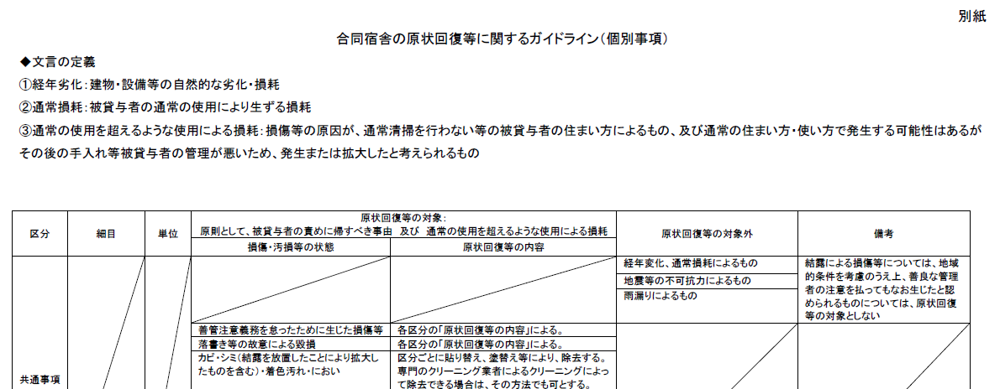 別紙
合同宿舎の原状回復等に関するガイドライン(個別事項)
◆文言の定義
①経年劣化:建物・設備等の自然的な劣化・損耗
②通常損耗:被貸与者の通常の使用により生ずる損耗
③通常の使用を超えるような使用による損耗:損傷等の原因が、通常清掃を行わない等の被貸与者の住まい方によるもの、及び通常の住まい方・使い方で発生する可能性はあるが
その後の手入れ等被貸与者の管理が悪いため、発生または拡大したと考えられるもの
区分
細目
単位
原状回復等の対象:
原則として、被貸与者の責めに帰すべき事由 及び 通常の使用を超えるような使用による損耗
損傷・汚損等の状態
原状回復等の内容
原状回復等の対象外
備考
共通事項
経年変化、通常損耗によるもの
地震等の不可抗力によるもの
雨漏りによるもの
結露による損傷等については、地域
的条件を考慮のうえ上、善良な管理
者の注意を払ってもなお生じたと認
められるものについては、原状回復
等の対象としない
善管注意義務を怠ったために生じた損傷等
各区分の「原状回復等の内容」による。
落書き等の故意による毀損
各区分の「原状回復等の内容」による。
カビ・シミ(結露を放置したことにより拡大し
たものを含む)・着色汚れ・におい
区分ごとに貼り替え、塗替え等により、除去する。
専門のクリーニング業者によるクリーニングによっ
て除去できる場合は、その方法でも可とする。